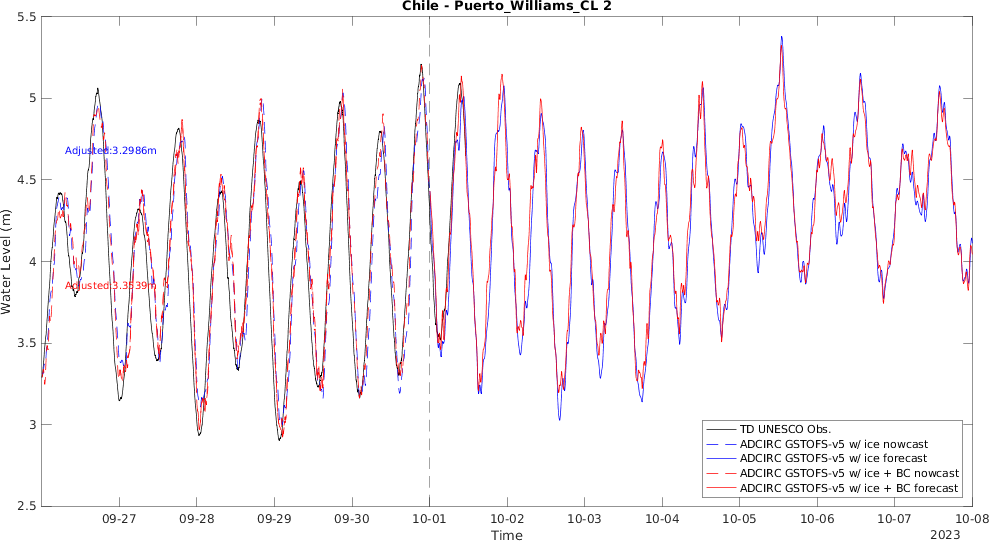 Chile - Puerto_Williams_CL 2
5.5
5
4.5
4
3.5
3
2.5
Water Level (m)
Adjusted:3.2986m
Adjusted:3.3539m
TD UNESCO Obs.
ADCIRC GSTOFS-v5 w/ ice nowcast
ADCIRC GSTOFS-v5 w/ ice forecast
ADCIRC GSTOFS-v5 w/ ice + BC nowcast
ADCIRC GSTOFS-v5 w/ ice + BC forecast
09-27 09-28 09-29 09-30 10-01 10-02 10-03 10-04 10-05 10-06 10-07 10-08
Time
2023